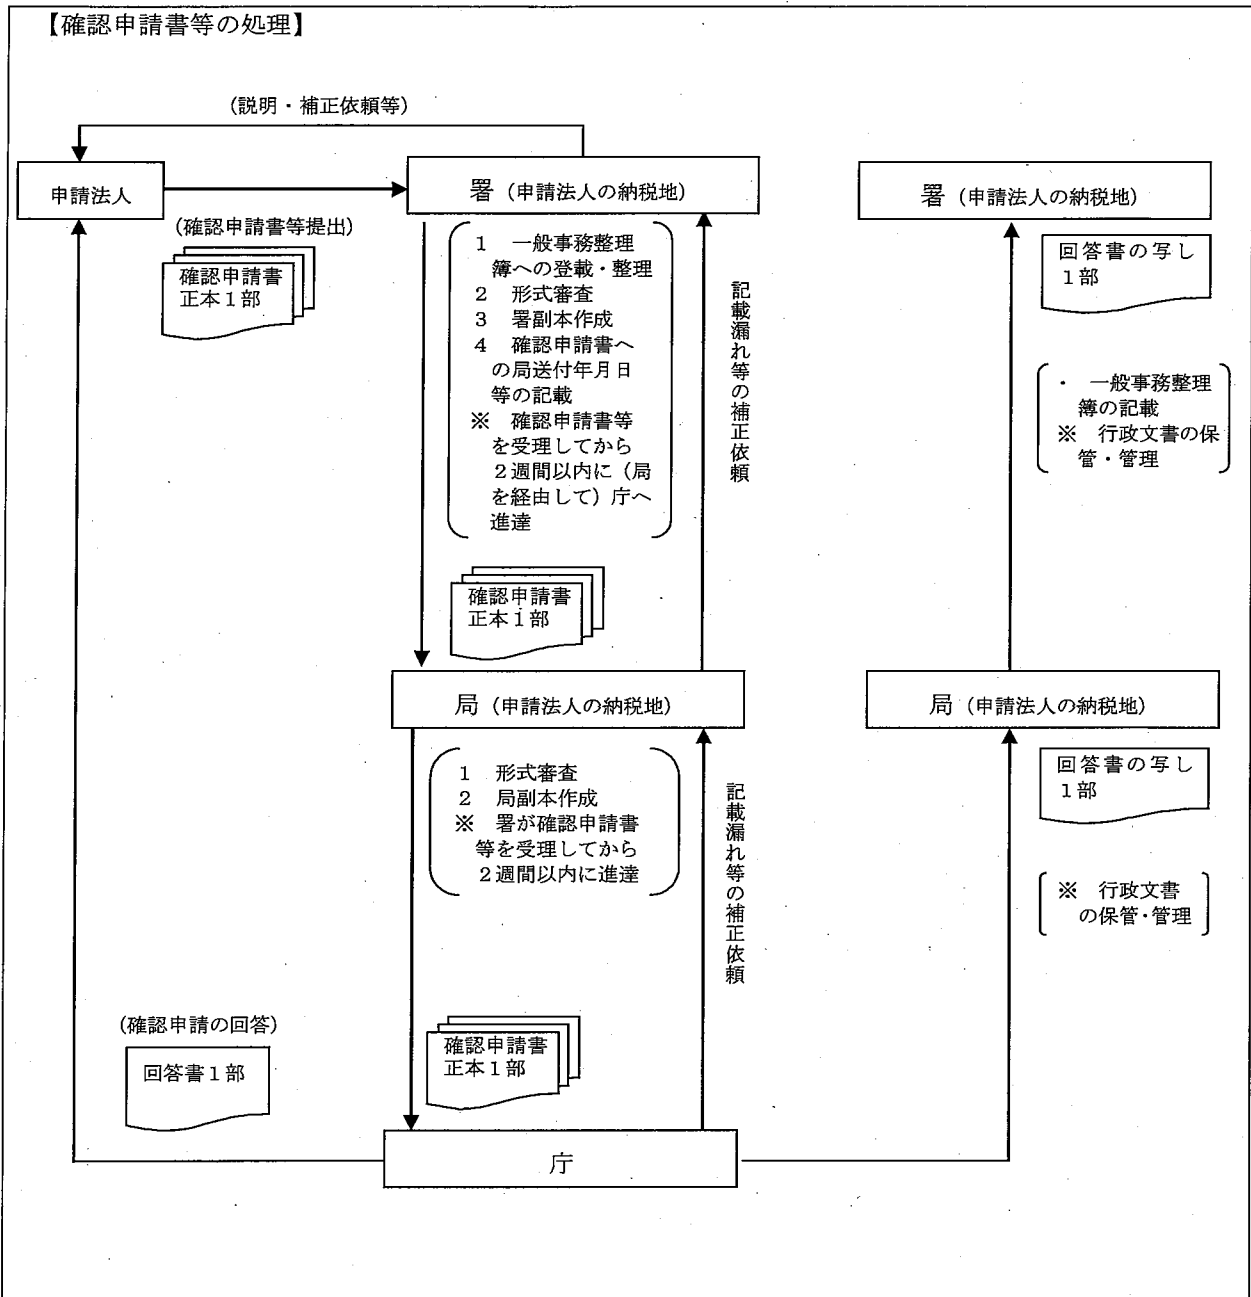 【確認申請書等の処理】
(説明・補正依頼等)
申請法人
署（申請法人の納税地）
(確認申請書等提出)
確認申請書
正本１部
1　一般事務整理
簿への登載・整理
2　形式審査
3　署副本作成
4　確認申請書へ
の局送付年月日
等の記載
※　確認申請書等
を受理してから
２週間以内に（局
を経由して）庁へ
進達
記載漏れ等の補正依頼
確認申請書
正本１部
局（申請法人の納税地）
1　形式審査
2　局副本作成
※　署が確認申請書
等を受理してから
２週間以内に進達
記載漏れ等の補正依頼
確認申請書
正本１部
(確認申請の回答)
回答書１部
庁
署（申請法人の納税地）
回答書の写し
１部
・　一般事務整理
簿の記載
※　行政文書の保
管・管理
局（申請法人の納税地）
回答書の写し
１部
※　行政文書
の保管・管理